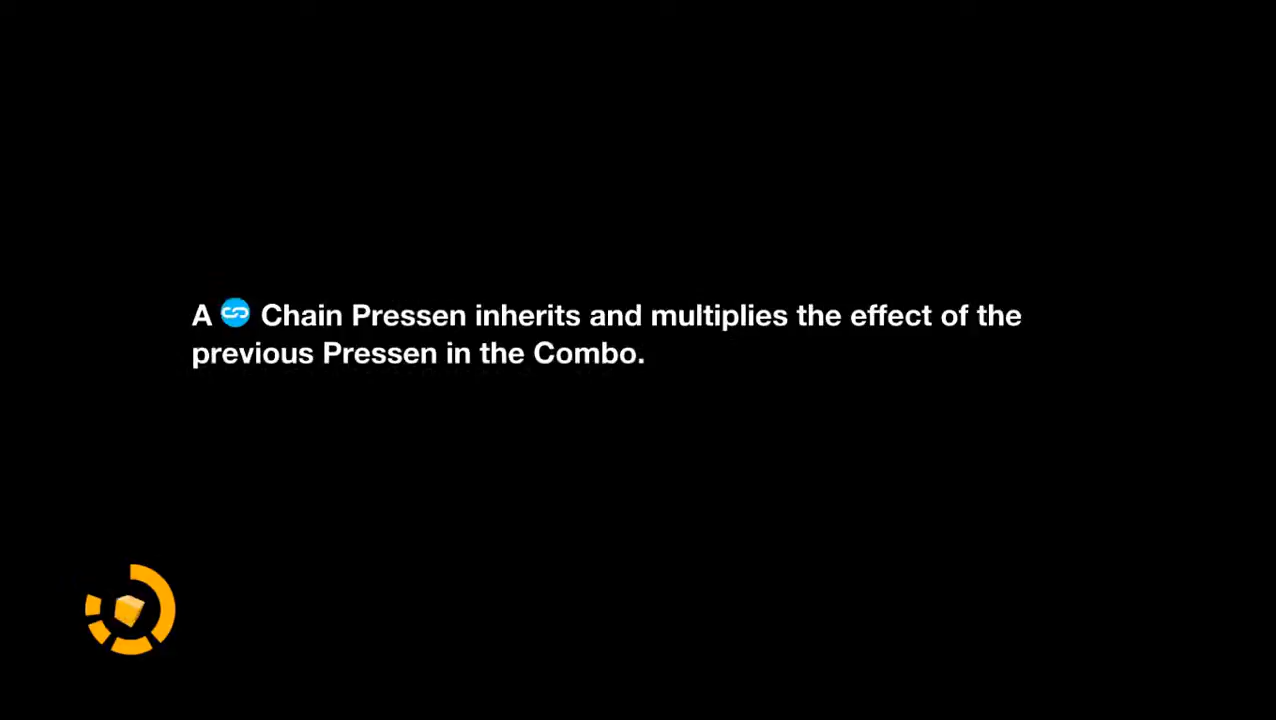 A Chain Pressen inherits and multiplies the effect of the
previous Pressen in the Combo.